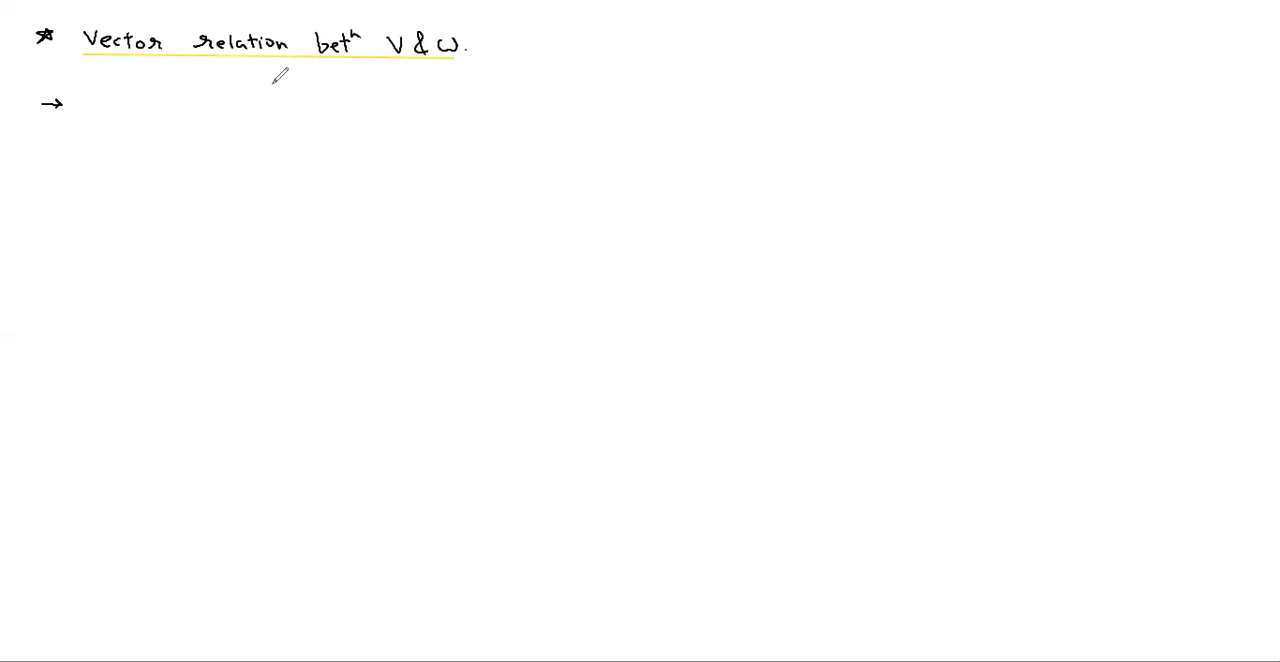 * Vector relation betⁿ V & ω.
→